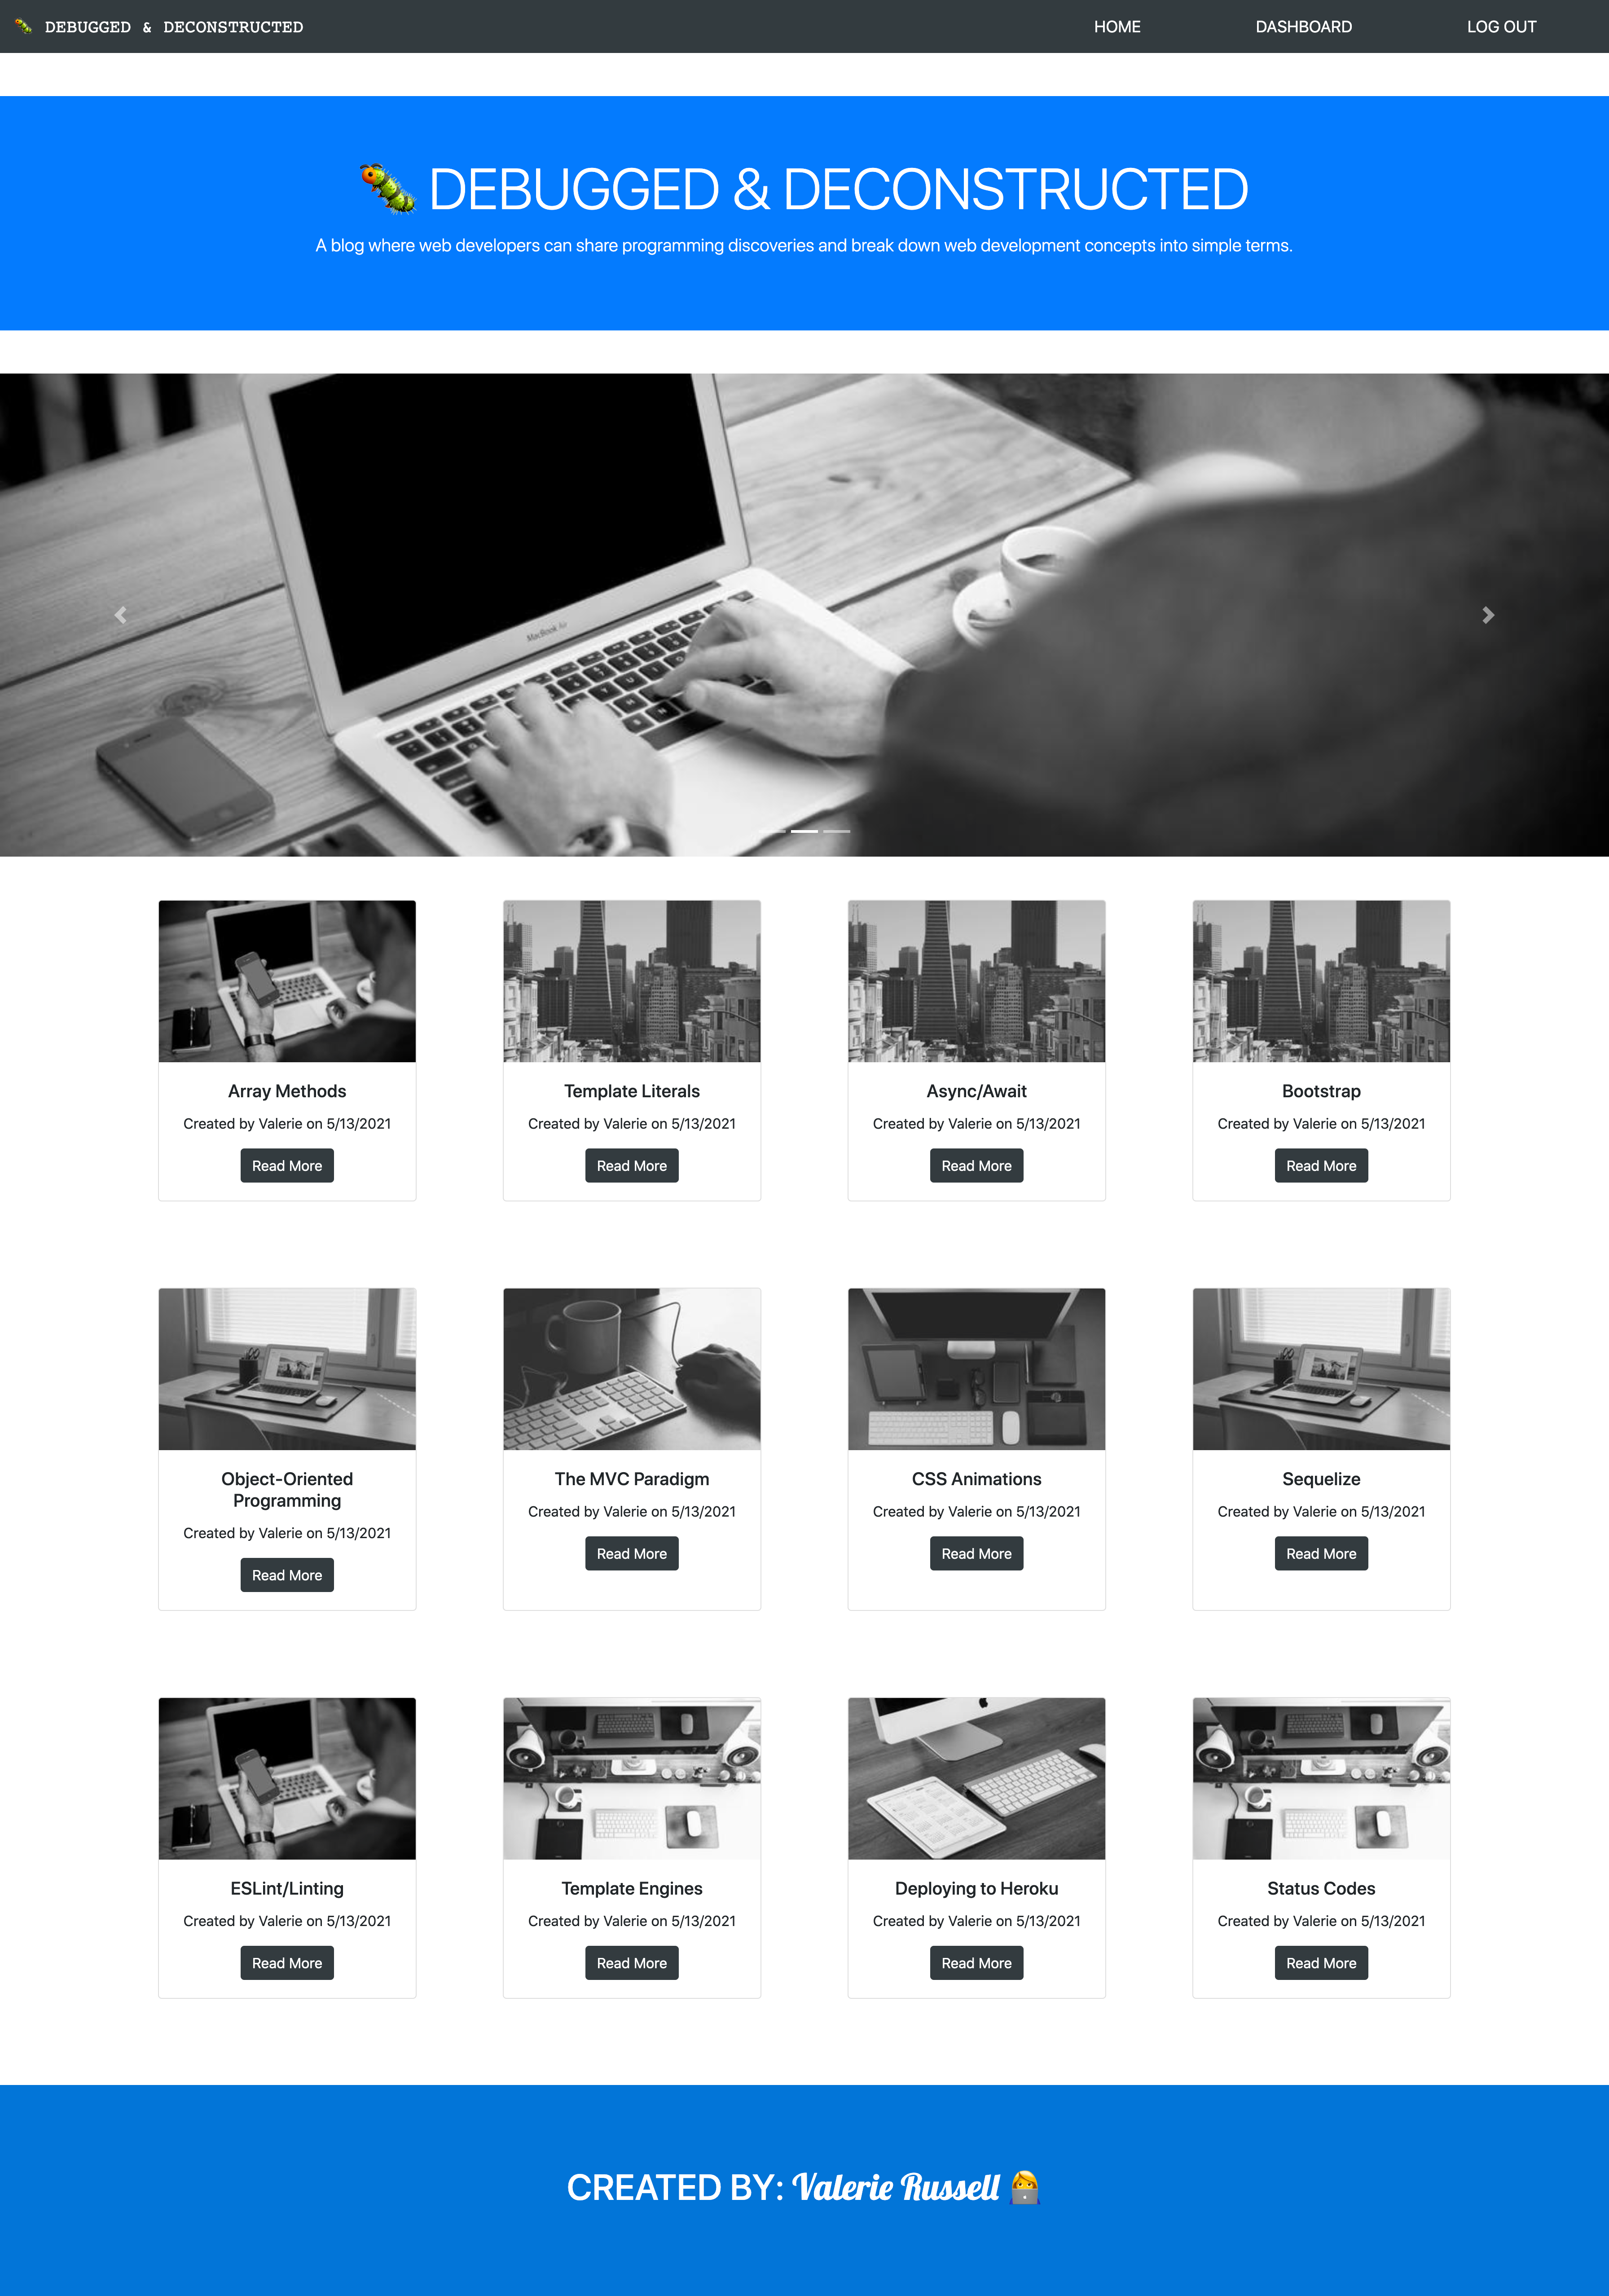 🐛 DEBUGGED & DECONSTRUCTED
HOME
DASHBOARD
LOG OUT
🐛 DEBUGGED & DECONSTRUCTED
A blog where web developers can share programming discoveries and break down web development concepts into simple terms.
MacBook Air
Array Methods
Created by Valerie on 5/13/2021
Read More
Template Literals
Created by Valerie on 5/13/2021
Read More
Async/Await
Created by Valerie on 5/13/2021
Read More
Bootstrap
Created by Valerie on 5/13/2021
Read More
Object-Oriented
Programming
Created by Valerie on 5/13/2021
Read More
The MVC Paradigm
Created by Valerie on 5/13/2021
Read More
CSS Animations
Created by Valerie on 5/13/2021
Read More
Sequelize
Created by Valerie on 5/13/2021
Read More
ESLint/Linting
Created by Valerie on 5/13/2021
Read More
Template Engines
Created by Valerie on 5/13/2021
Read More
Deploying to Heroku
Created by Valerie on 5/13/2021
Read More
Status Codes
Created by Valerie on 5/13/2021
Read More
CREATED BY: Valerie Russell 👩‍💻